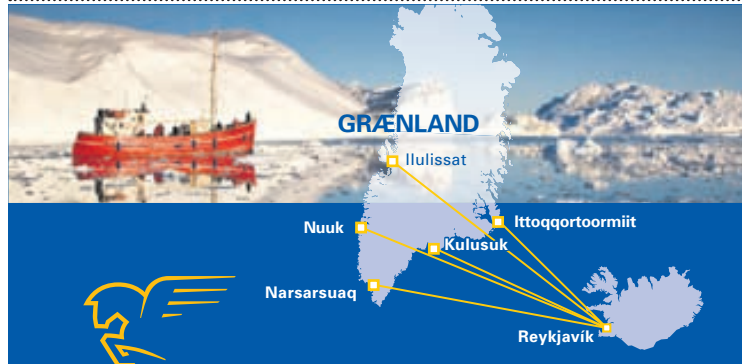 GRÆNLAND
Ilulissat
Ittoqqortoormiit
Nuuk
Kulusuk
Narsarsuaq
Reykjavík